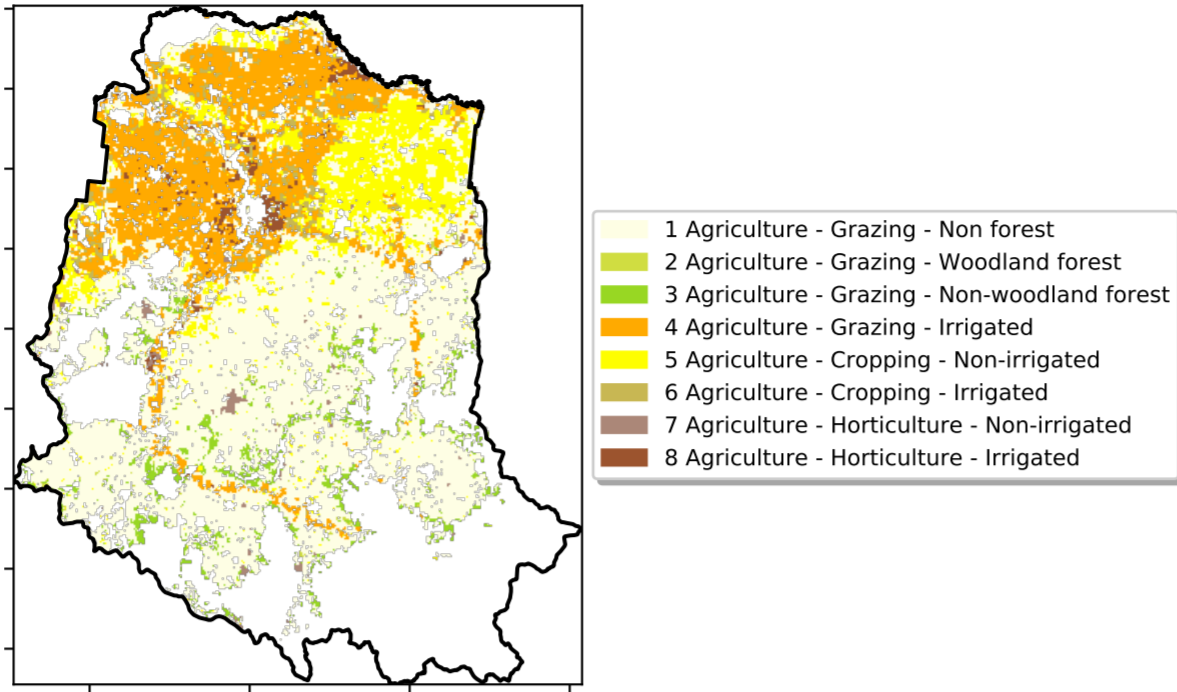 1 Agriculture - Grazing - Non forest
2 Agriculture - Grazing - Woodland forest
3 Agriculture - Grazing - Non-woodland forest
4 Agriculture - Grazing - Irrigated
5 Agriculture - Cropping - Non-irrigated
6 Agriculture - Cropping - Irrigated
7 Agriculture - Horticulture - Non-irrigated
8 Agriculture - Horticulture - Irrigated